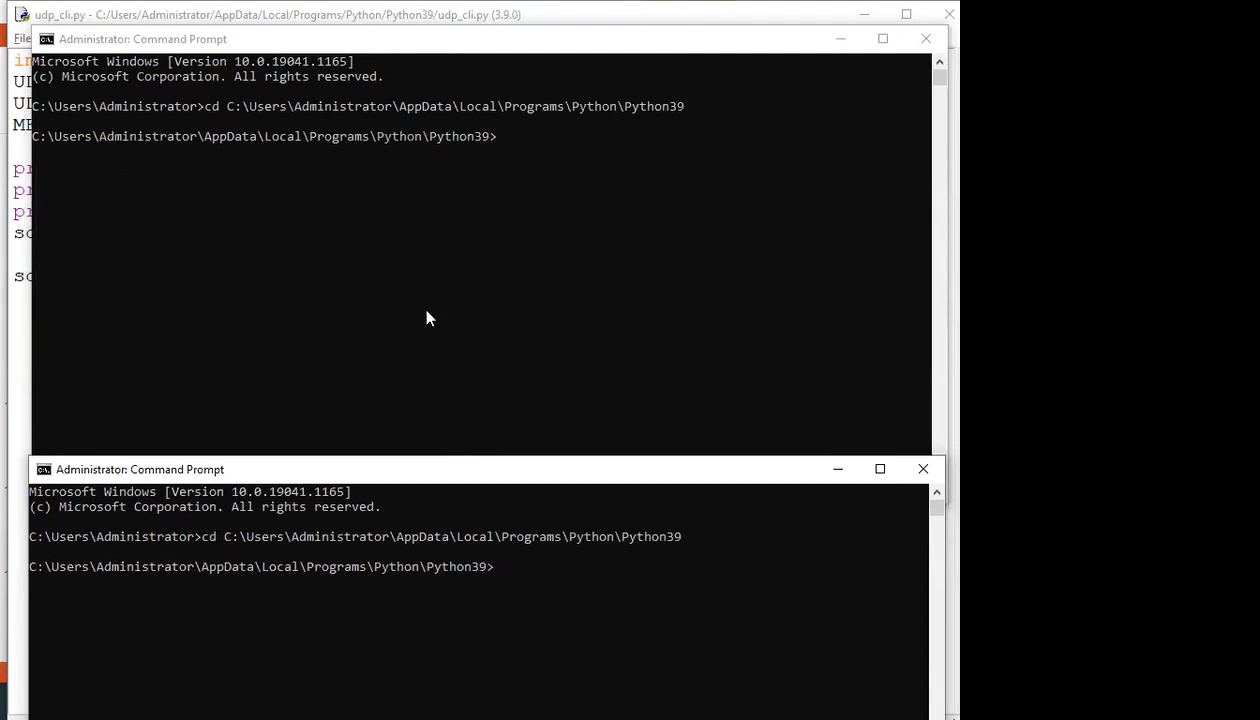 udp_cli.py - C:/Users/Administrator/AppData/Local/Programs/Python/Python39/udp_cli.py (3.9.0)
File
Administrator: Command Prompt
Microsoft Windows [Version 10.0.19041.1165]
(c) Microsoft Corporation. All rights reserved.
C:\Users\Administrator>cd C:\Users\Administrator\AppData\Local\Programs\Python\Python39
C:\Users\Administrator\AppData\Local\Programs\Python\Python39>
Administrator: Command Prompt
Microsoft Windows [Version 10.0.19041.1165]
(c) Microsoft Corporation. All rights reserved.
C:\Users\Administrator>cd C:\Users\Administrator\AppData\Local\Programs\Python\Python39
C:\Users\Administrator\AppData\Local\Programs\Python\Python39>